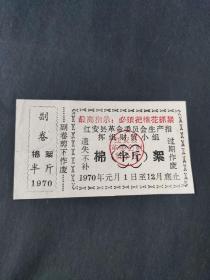 最高指示：必须把棉花抓紧
红安县革命委员会生产指
挥组财贸小组
棉 半斤 絮
1970年元月1日至12月底止
遗失不补
过期作废
副卷剪下作废
副卷
棉絮
半斤
1970